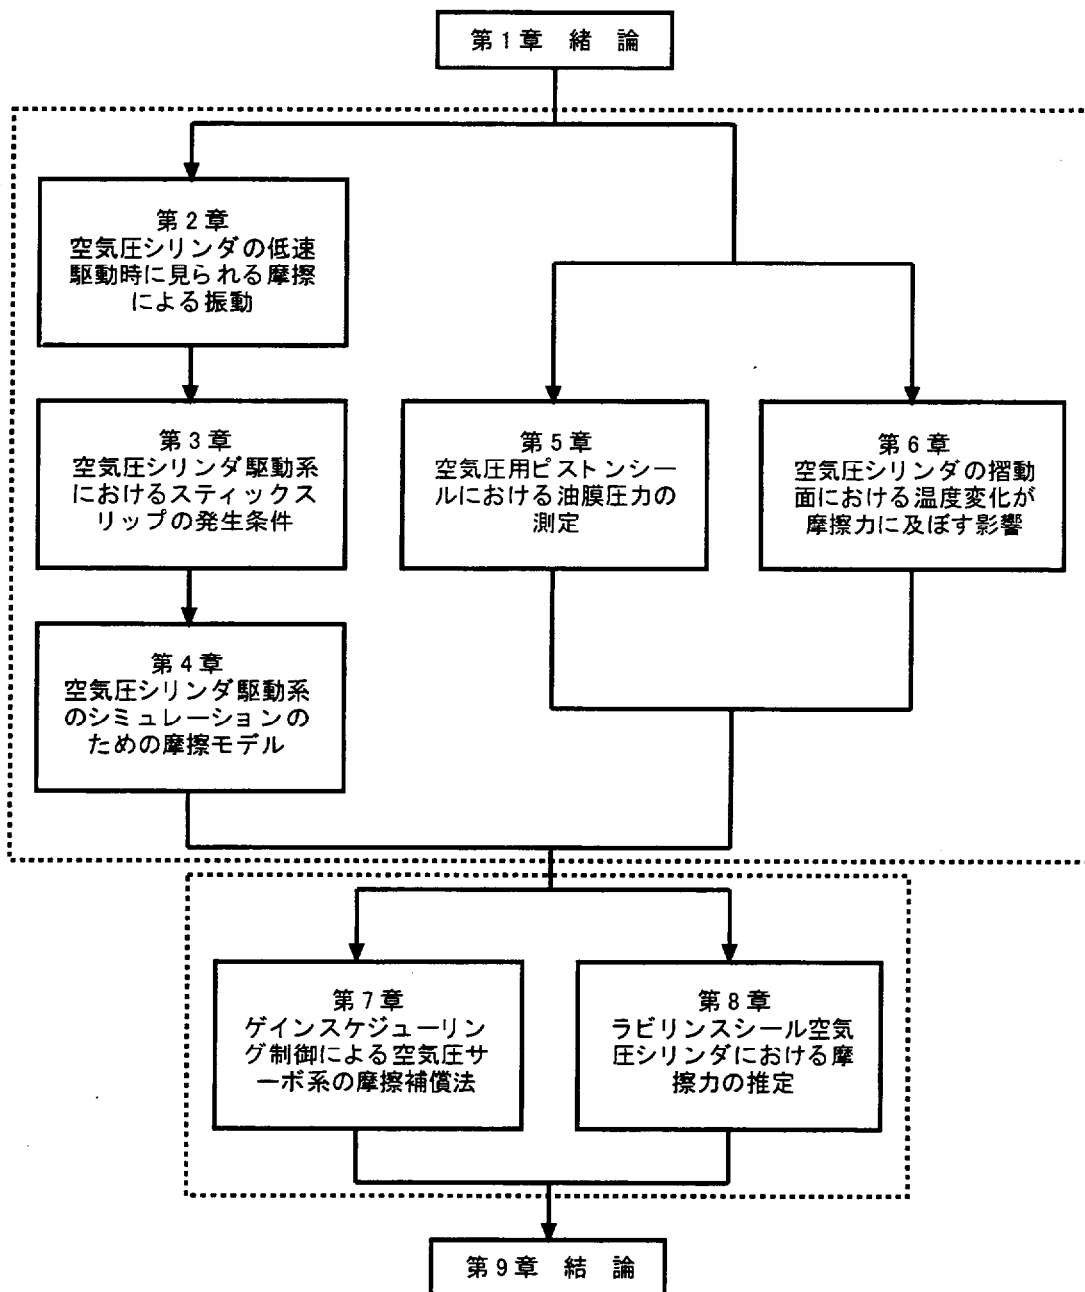 第1章 緒 論
第2章
空気圧シリンダの低速
駆動時に見られる摩擦
による振動
第3章
空気圧シリンダ駆動系
におけるスティックス
リップの発生条件
第4章
空気圧シリンダ駆動系
のシミュレーションの
ための摩擦モデル
第5章
空気圧用ピストンシー
ルにおける油膜圧力の
測定
第6章
空気圧シリンダの摺動
面における温度変化が
摩擦力に及ぼす影響
第7章
ゲインスケジューリン
グ制御による空気圧サ
ーボ系の摩擦補償法
第8章
ラビリンスシール空気
圧シリンダにおける摩
擦力の推定
第9章 結 論